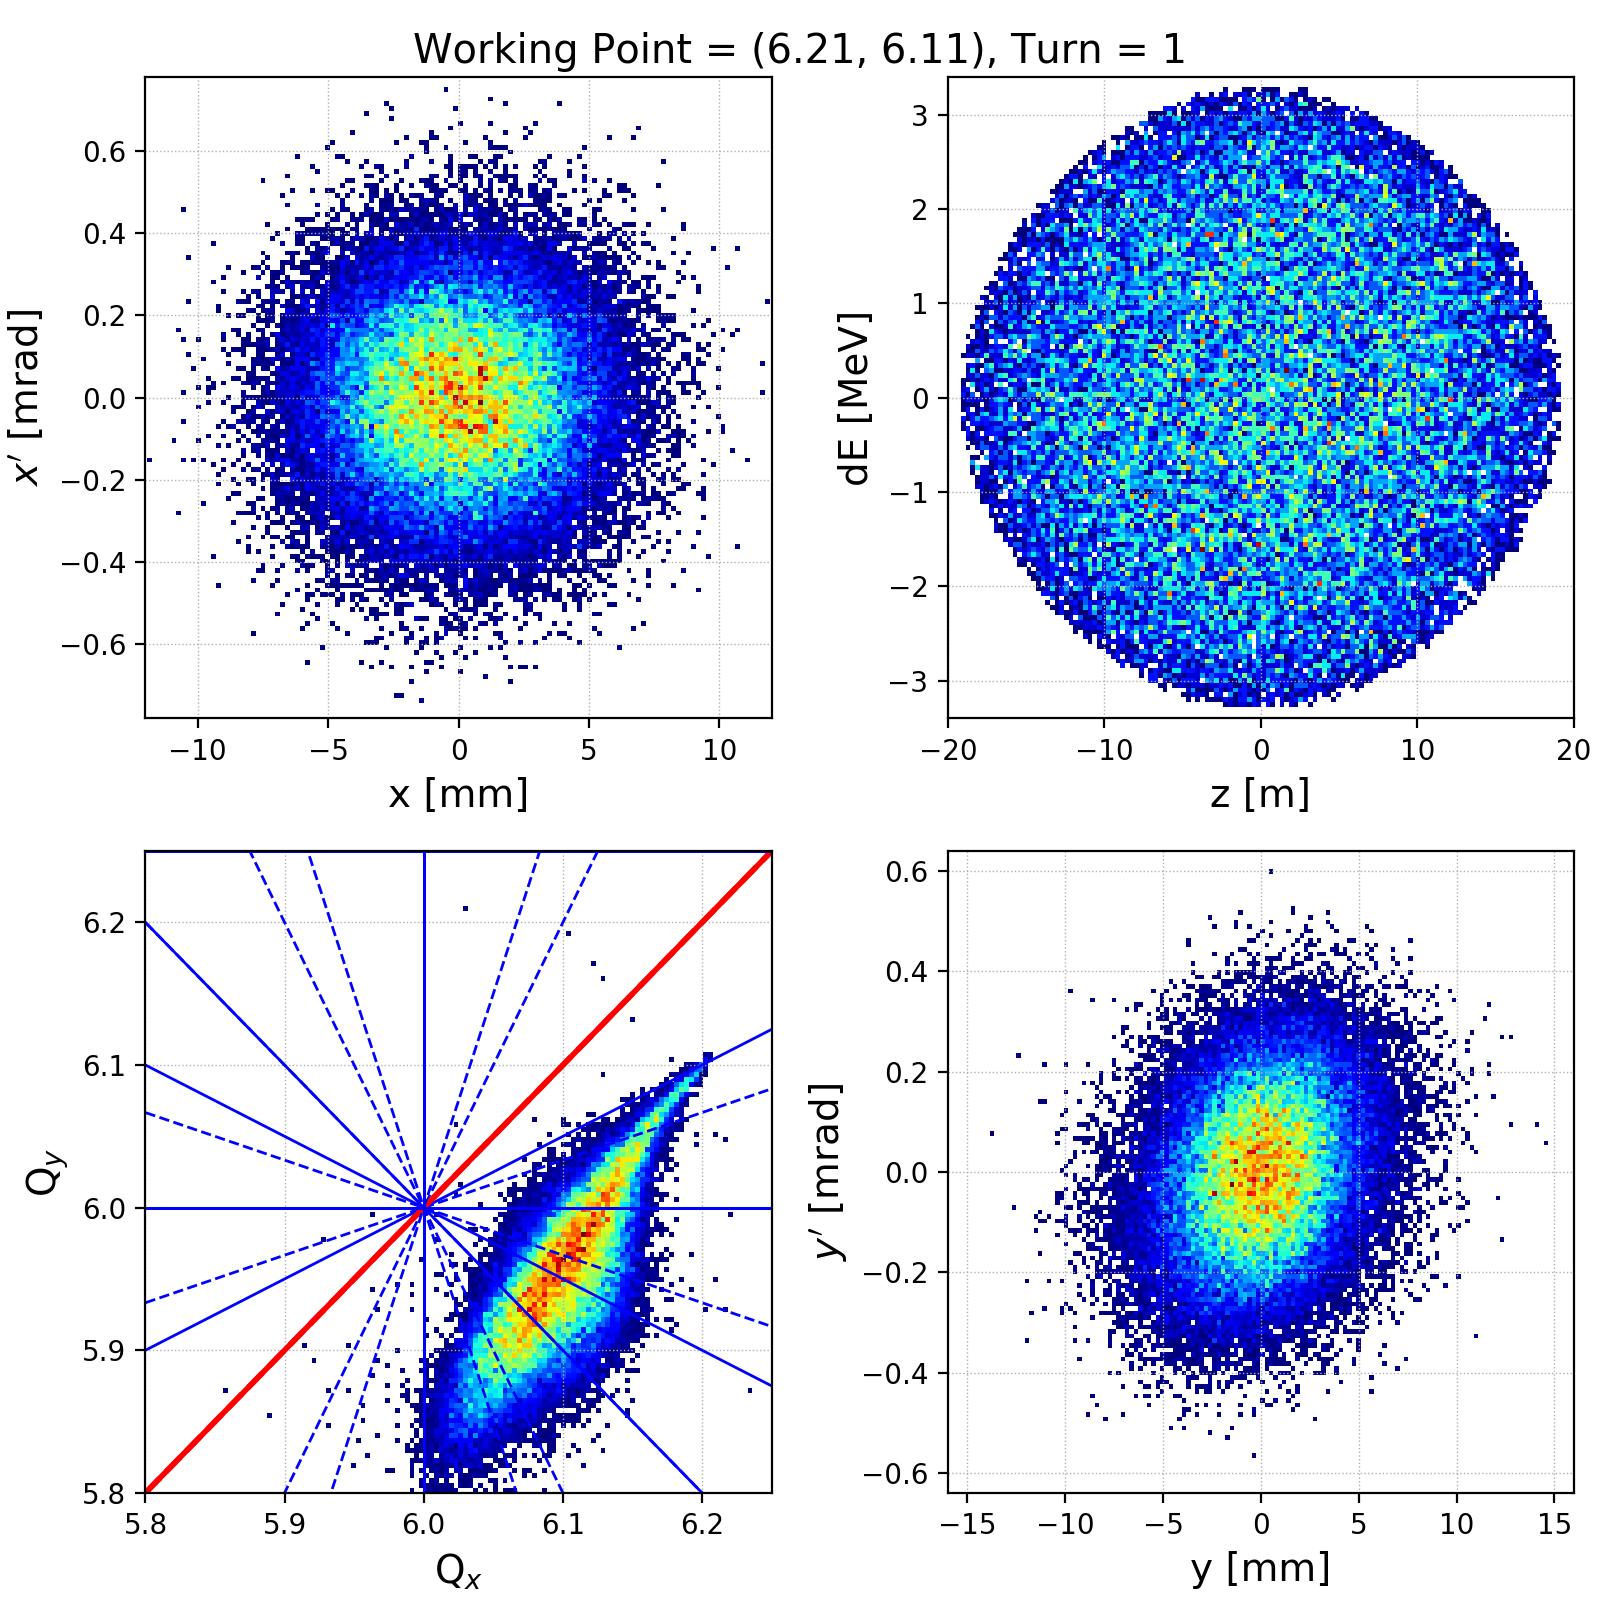 Working Point = (6.21, 6.11), Turn = 1
0.6
0.4
0.2
0.0
−0.2
−0.4
−0.6
x′ [mrad]
−10 −5 0 5 10
x [mm]
3
2
1
0
−1
−2
−3
dE [MeV]
−20 −10 0 10 20
z [m]
6.2
6.1
6.0
5.9
5.8
Qy
5.8 5.9 6.0 6.1 6.2
Qx
0.6
0.4
0.2
0.0
−0.2
−0.4
−0.6
y′ [mrad]
−15 −10 −5 0 5 10 15
y [mm]